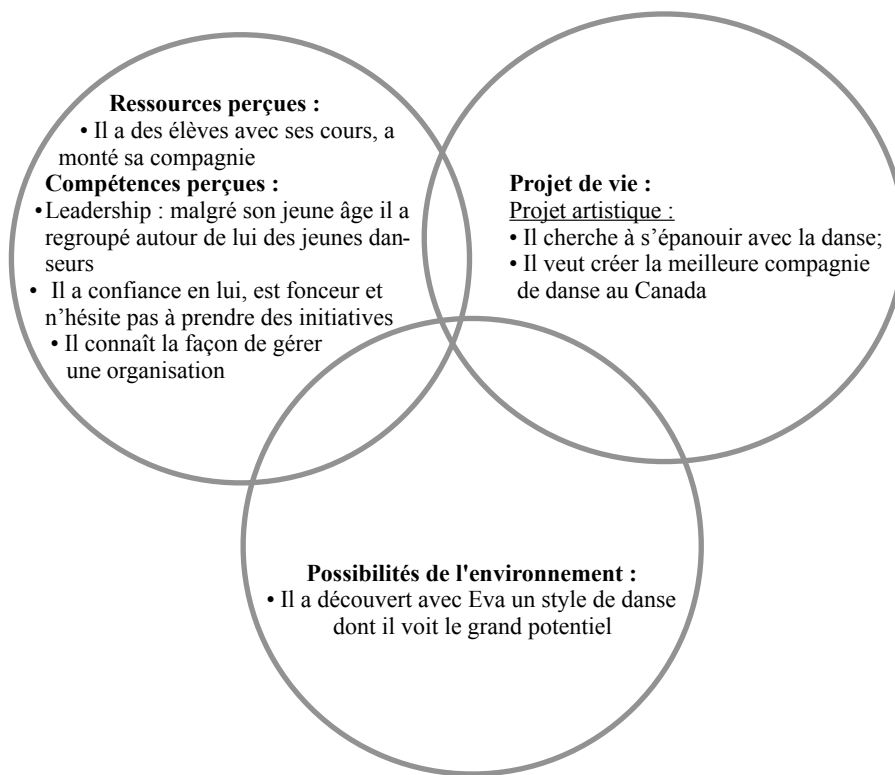 Ressources perçues :
• Il a des élèves avec ses cours, a
monté sa compagnie
Compétences perçues :
•Leadership : malgré son jeune âge il a
regroupé autour de lui des jeunes dan-
seurs
• Il a confiance en lui, est fonceur et
n’hésite pas à prendre des initiatives
• Il connaît la façon de gérer
une organisation
Projet de vie :
Projet artistique :
• Il cherche à s’épanouir avec la danse;
• Il veut créer la meilleure compagnie
de danse au Canada
Possibilités de l'environnement :
• Il a découvert avec Eva un style de danse
dont il voit le grand potentiel